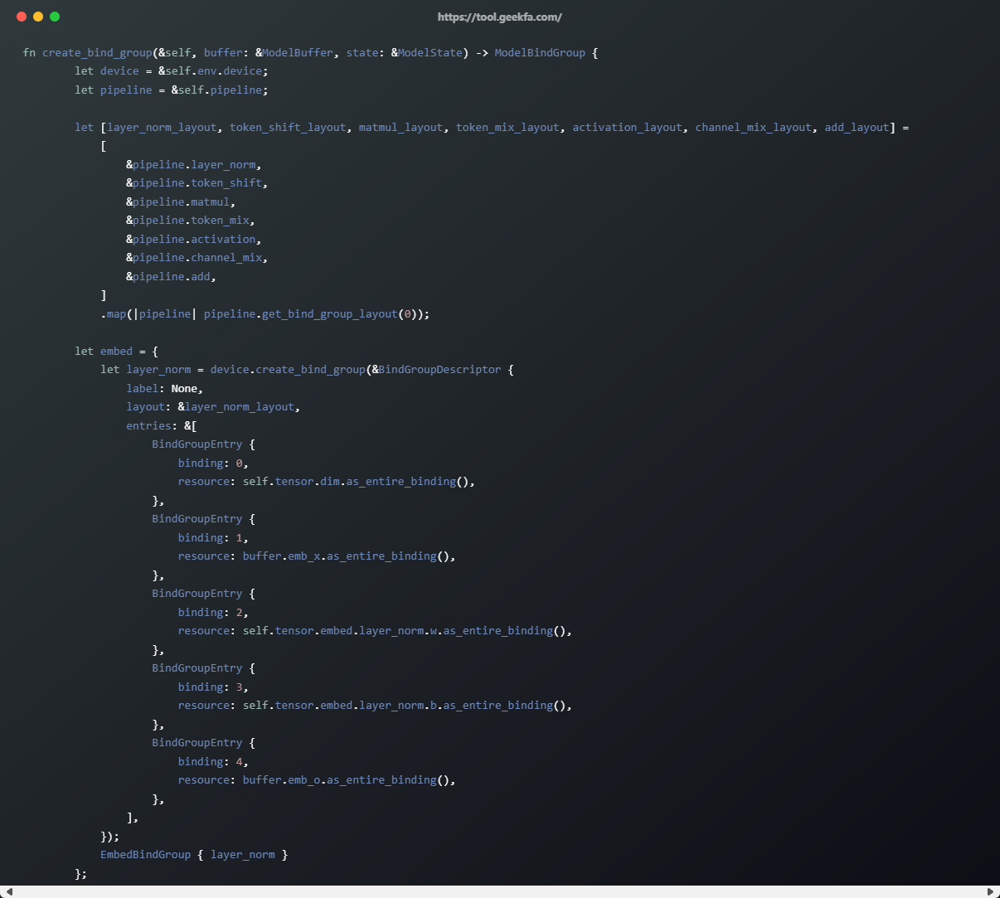 https://tool.geekfa.com/
fn create_bind_group(&self, buffer: &ModelBuffer, state: &ModelState) -> ModelBindGroup {
        let device = &self.env.device;
        let pipeline = &self.pipeline;

        let [layer_norm_layout, token_shift_layout, matmul_layout, token_mix_layout, activation_layout, channel_mix_layout, add_layout] =
            [
                &pipeline.layer_norm,
                &pipeline.token_shift,
                &pipeline.matmul,
                &pipeline.token_mix,
                &pipeline.activation,
                &pipeline.channel_mix,
                &pipeline.add,
            ]
            .map(|pipeline| pipeline.get_bind_group_layout(0));

        let embed = {
            let layer_norm = device.create_bind_group(&BindGroupDescriptor {
                label: None,
                layout: &layer_norm_layout,
                entries: &[
                    BindGroupEntry {
                        binding: 0,
                        resource: self.tensor.dim.as_entire_binding(),
                    },
                    BindGroupEntry {
                        binding: 1,
                        resource: buffer.emb_x.as_entire_binding(),
                    },
                    BindGroupEntry {
                        binding: 2,
                        resource: self.tensor.embed.layer_norm.w.as_entire_binding(),
                    },
                    BindGroupEntry {
                        binding: 3,
                        resource: self.tensor.embed.layer_norm.b.as_entire_binding(),
                    },
                    BindGroupEntry {
                        binding: 4,
                        resource: buffer.emb_o.as_entire_binding(),
                    },
                ],
            });
            EmbedBindGroup { layer_norm }
        };